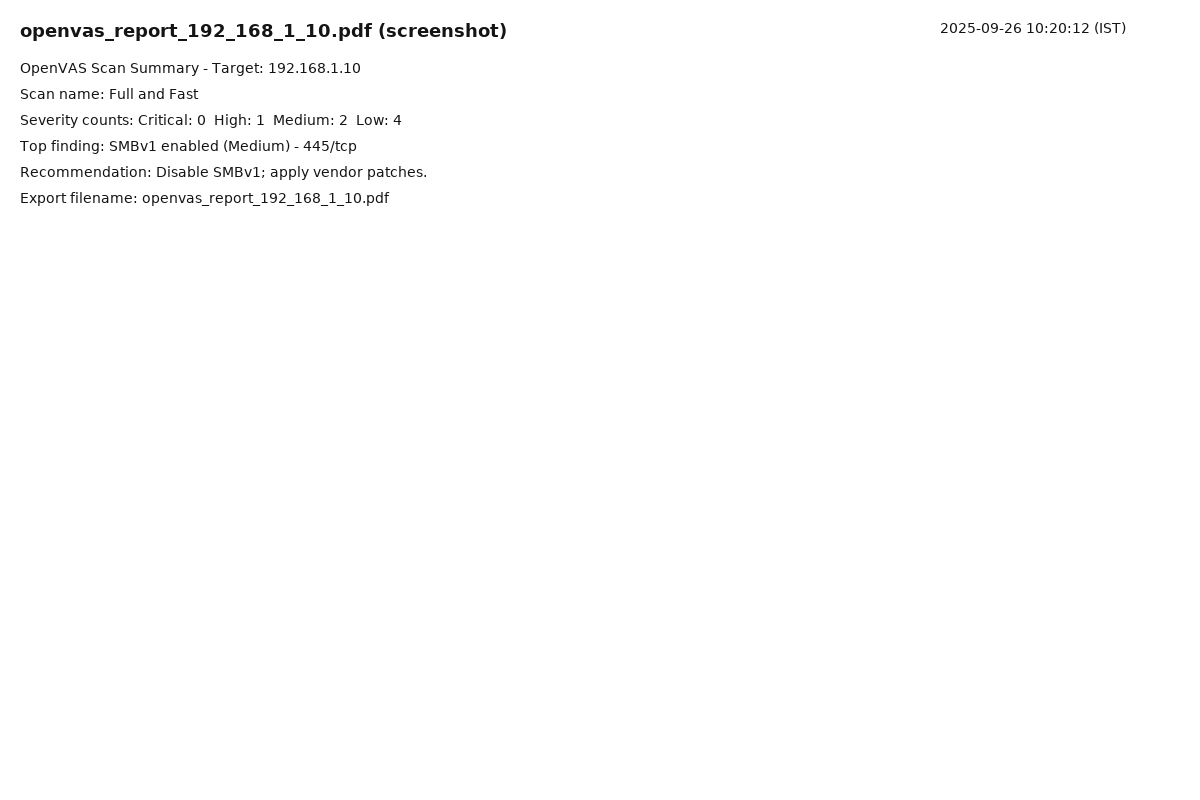 openvas_report_192_168_1_10.pdf (screenshot)
2025-09-26 10:20:12 (IST)
OpenVAS Scan Summary - Target: 192.168.1.10
Scan name: Full and Fast
Severity counts: Critical: 0  High: 1  Medium: 2  Low: 4
Top finding: SMBv1 enabled (Medium) - 445/tcp
Recommendation: Disable SMBv1; apply vendor patches.
Export filename: openvas_report_192_168_1_10.pdf